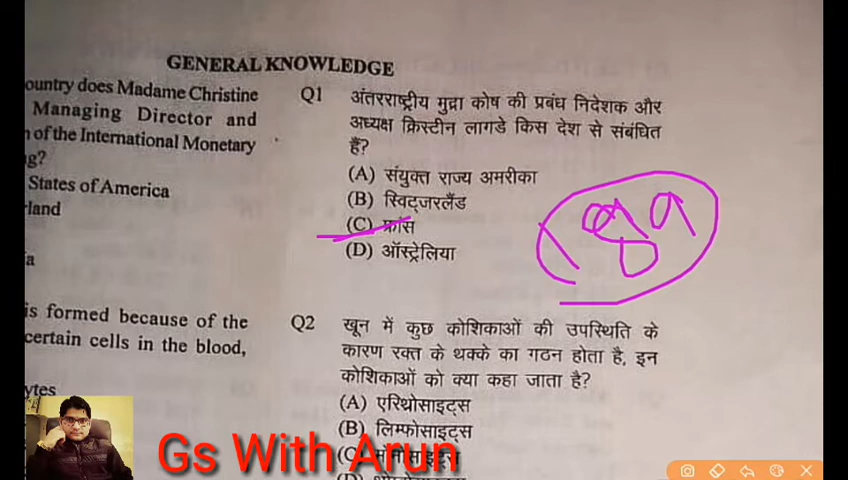 GENERAL KNOWLEDGE
ountry does Madame Christine
Managing Director and
of the International Monetary
g?
States of America
rland
a
is formed because of the
certain cells in the blood,
ytes
Q1 अंतरराष्ट्रीय मुद्रा कोष की प्रबंध निदेशक और
अध्यक्ष क्रिस्टीन लागडे किस देश से संबंधित
हैं?
(A) संयुक्त राज्य अमरीका
(B) स्विट्जरलैंड
(C) फ्रांस
(D) ऑस्ट्रेलिया
Q2 खून में कुछ कोशिकाओं की उपस्थिति के
कारण रक्त के थक्के का गठन होता है, इन
कोशिकाओं को क्या कहा जाता है?
(A) एरिथ्रोसाइट्स
(B) लिम्फोसाइट्स
(C) मोनोसाइट्स
Gs With Arun